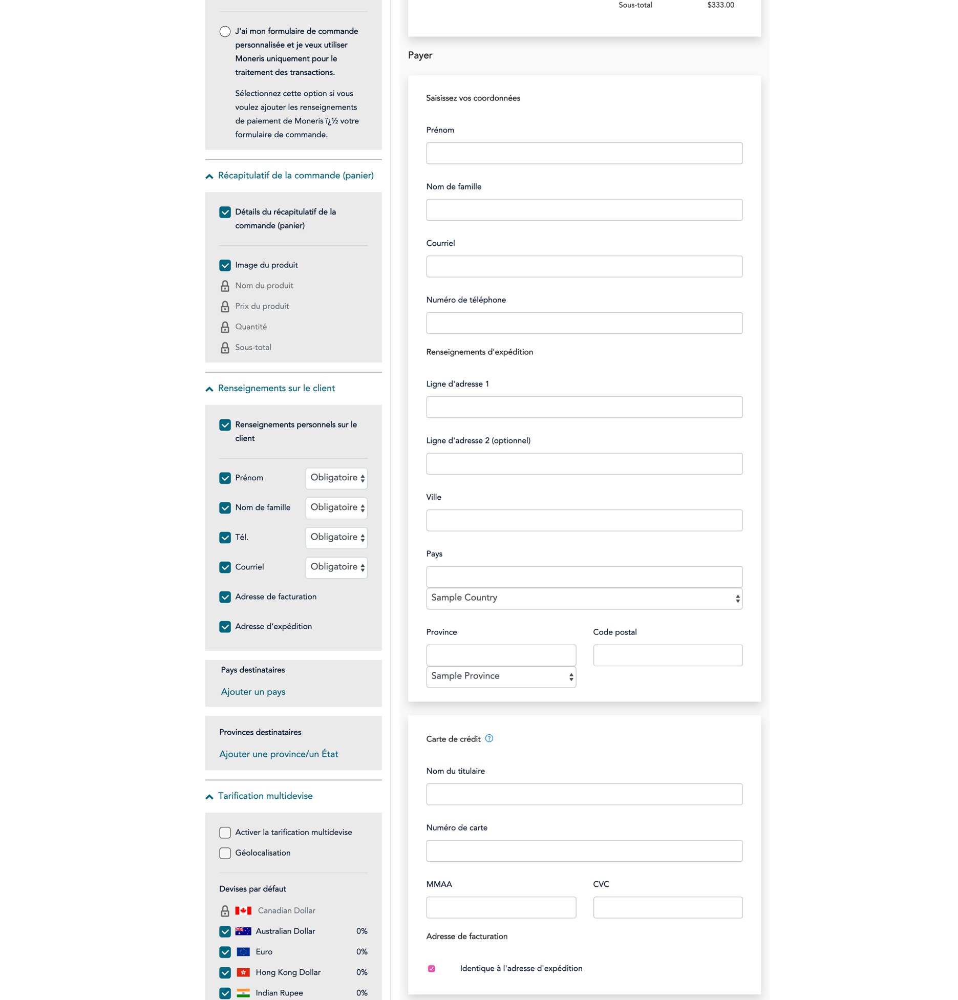 J'ai mon formulaire de commande
personnalisée et je veux utiliser
Moneris uniquement pour le
traitement des transactions.
Sélectionnez cette option si vous
voulez ajouter les renseignements
de paiement de Moneris ï¿½ votre
formulaire de commande.
Récapitulatif de la commande (panier)
Détails du récapitulatif de la
commande (panier)
Image du produit
Nom du produit
Prix du produit
Quantité
Sous-total
Renseignements sur le client
Renseignements personnels sur le
client
Prénom Obligatoire
Nom de famille Obligatoire
Tél. Obligatoire
Courriel Obligatoire
Adresse de facturation
Adresse d’expédition
Pays destinataires
Ajouter un pays
Provinces destinataires
Ajouter une province/un État
Tarification multidevise
Activer la tarification multidevise
Géolocalisation
Devises par défaut
Canadian Dollar
Australian Dollar 0%
Euro 0%
Hong Kong Dollar 0%
Indian Rupee 0%
Sous-total $333.00
Payer
Saisissez vos coordonnées
Prénom
Nom de famille
Courriel
Numéro de téléphone
Renseignements d'expédition
Ligne d'adresse 1
Ligne d'adresse 2 (optionnel)
Ville
Pays
Sample Country
Province Code postal
Sample Province
Carte de crédit ?
Nom du titulaire
Numéro de carte
MMAA CVC
Adresse de facturation
Identique à l'adresse d'expédition